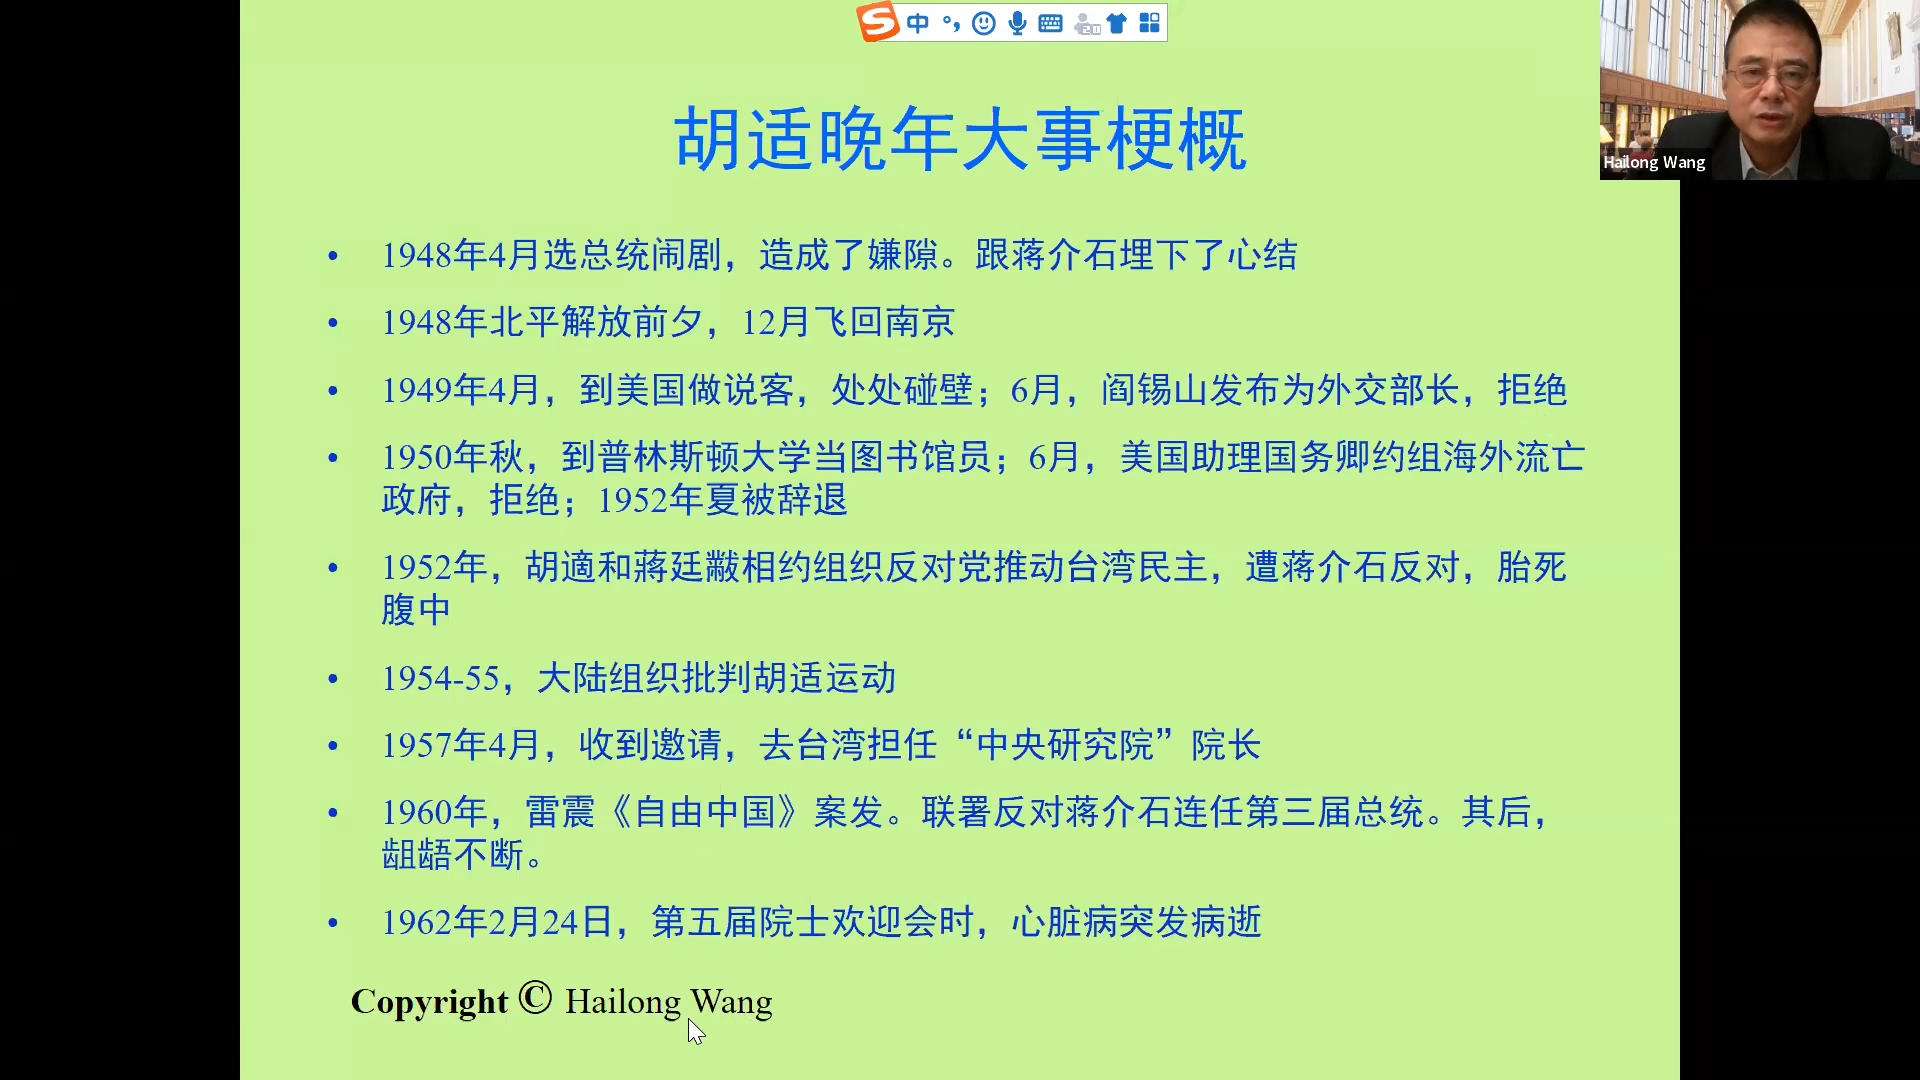 中
Hailong Wang
胡适晚年大事梗概
• 1948年4月选总统闹剧，造成了嫌隙。跟蒋介石埋下了心结
• 1948年北平解放前夕，12月飞回南京
• 1949年4月，到美国做说客，处处碰壁；6月，阎锡山发布为外交部长，拒绝
• 1950年秋，到普林斯顿大学当图书馆员；6月，美国助理国务卿约组海外流亡
政府，拒绝；1952年夏被辞退
• 1952年，胡適和蔣廷黻相约组织反对党推动台湾民主，遭蒋介石反对，胎死
腹中
• 1954-55，大陆组织批判胡适运动
• 1957年4月，收到邀请，去台湾担任“中央研究院”院长
• 1960年，雷震《自由中国》案发。联署反对蒋介石连任第三届总统。其后，
龃龉不断。
• 1962年2月24日，第五届院士欢迎会时，心脏病突发病逝
Copyright © Hailong Wang